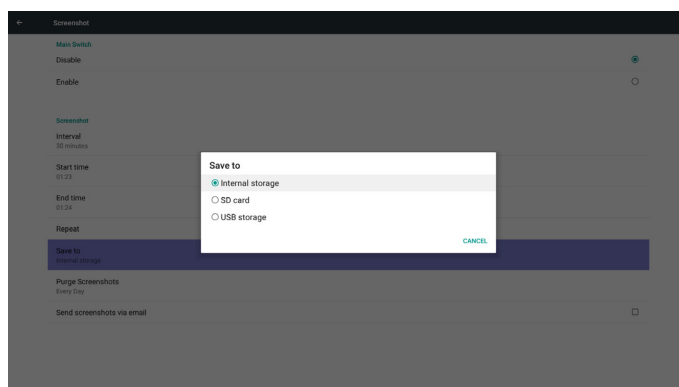 Screenshot
Main Switch
Disable
Enable
Screenshot
Interval
30 minutes
Start time
01:23
End time
01:24
Repeat
Save to
Internal storage
Purge Screenshots
Every Day
Send screenshots via email
Save to
Internal storage
SD card
USB storage
CANCEL